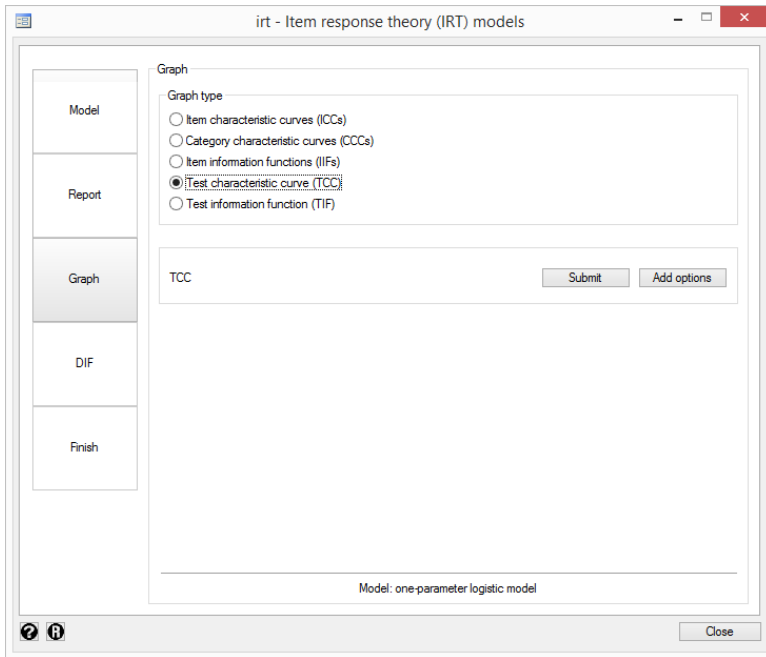 irt - Item response theory (IRT) models
Model
Report
Graph
DIF
Finish
Graph
Graph type
Item characteristic curves (ICCs)
Category characteristic curves (CCCs)
Item information functions (IIFs)
Test characteristic curve (TCC)
Test information function (TIF)
TCC
Submit
Add options
Model: one-parameter logistic model
? R
Close